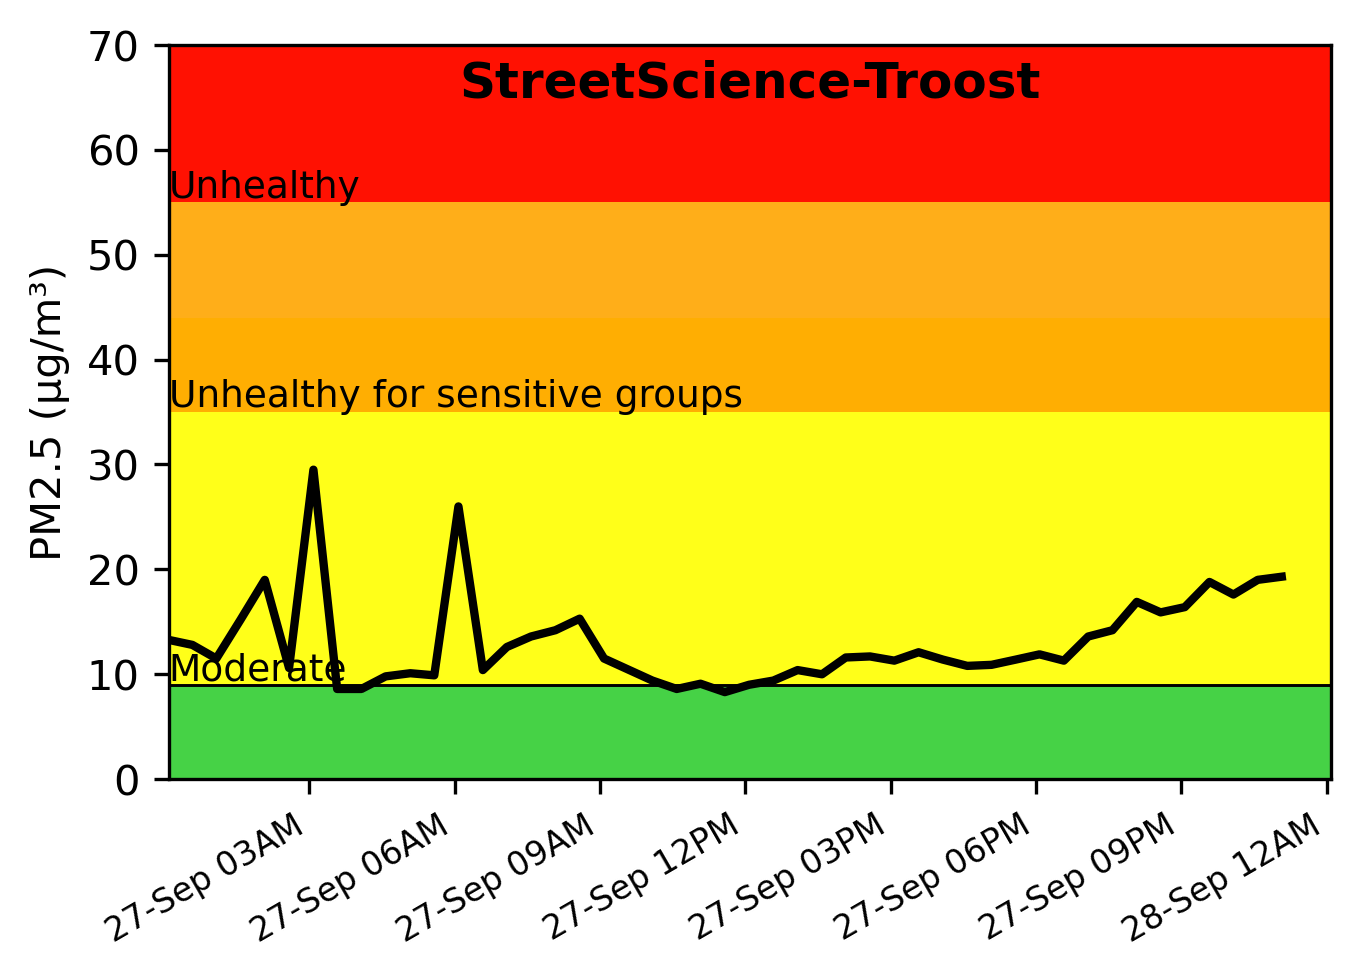 StreetScience-Troost
PM2.5 (µg/m³)
70
60
50
40
30
20
10
0
Unhealthy
Unhealthy for sensitive groups
Moderate
27-Sep 03AM
27-Sep 06AM
27-Sep 09AM
27-Sep 12PM
27-Sep 03PM
27-Sep 06PM
27-Sep 09PM
28-Sep 12AM